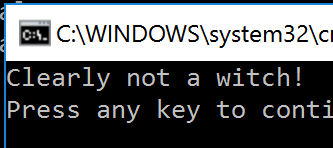 C:\WINDOWS\system32\c
Clearly not a witch!
Press any key to conti